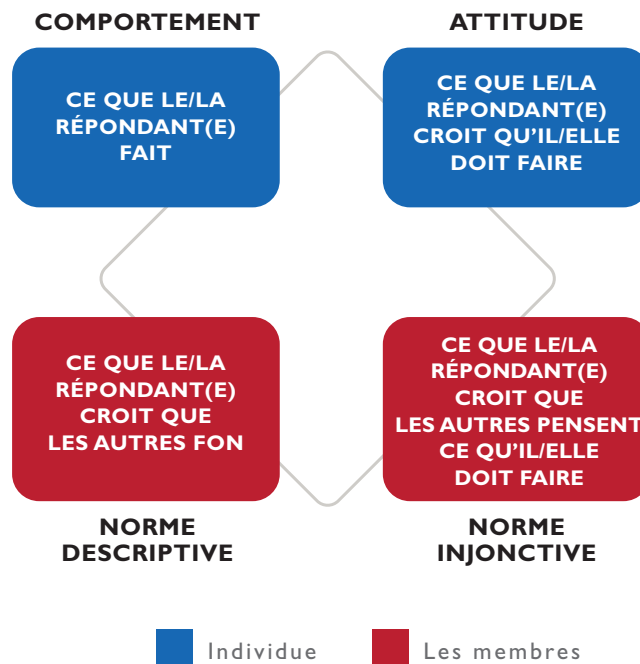 COMPORTEMENT
CE QUE LE/LA
RÉPONDANT(E)
FAIT
ATTITUDE
CE QUE LE/LA
RÉPONDANT(E)
CROIT QU'IL/ELLE
DOIT FAIRE
CE QUE LE/LA
RÉPONDANT(E)
CROIT QUE
LES AUTRES FON
NORME
DESCRIPTIVE
CE QUE LE/LA
RÉPONDANT(E)
CROIT QUE
LES AUTRES PENSENT
CE QU'IL/ELLE
DOIT FAIRE
NORME
INJONCTIVE
Individue
Les membres